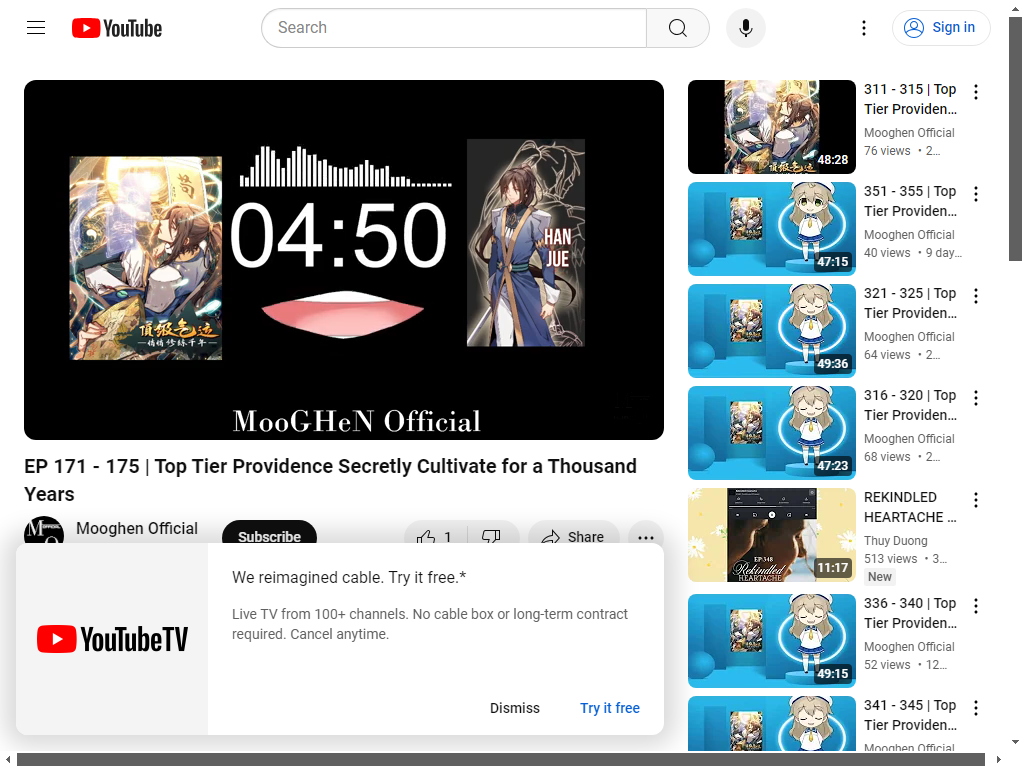 YouTube
Search
Sign in
04:50
HAN
JUE
頂級气运
悄悄修练千年
MooGHeN Official
EP 171 - 175 | Top Tier Providence Secretly Cultivate for a Thousand
Years
Mooghen Official
Subscribe
1
Share
We reimagined cable. Try it free.*
Live TV from 100+ channels. No cable box or long-term contract
required. Cancel anytime.
YouTubeTV
Dismiss
Try it free
48:28
311 - 315 | Top
Tier Providen...
Mooghen Official
76 views • 2...
47:15
351 - 355 | Top
Tier Providen...
Mooghen Official
40 views • 9 day...
49:36
321 - 325 | Top
Tier Providen...
Mooghen Official
64 views • 2...
47:23
316 - 320 | Top
Tier Providen...
Mooghen Official
68 views • 2...
EP 348
Rekindled
HEARTACHE
11:17
REKINDLED
HEARTACHE ...
Thuy Duong
513 views • 3...
New
49:15
336 - 340 | Top
Tier Providen...
Mooghen Official
52 views • 12...
341 - 345 | Top
Tier Providen...
Mooghen Official